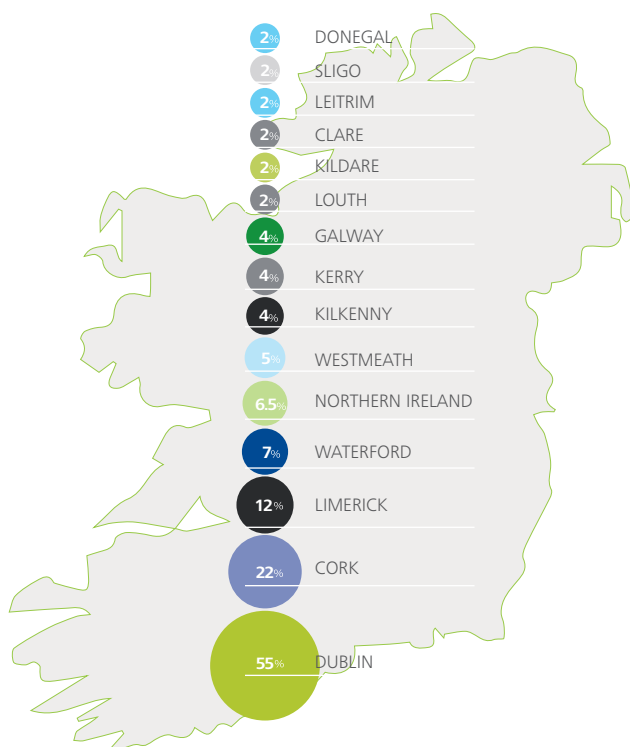 2% DONEGAL
2% SLIGO
2% LEITRIM
2% CLARE
2% KILDARE
2% LOUTH
4% GALWAY
4% KERRY
4% KILKENNY
5% WESTMEATH
6.5% NORTHERN IRELAND
7% WATERFORD
12% LIMERICK
22% CORK
55% DUBLIN